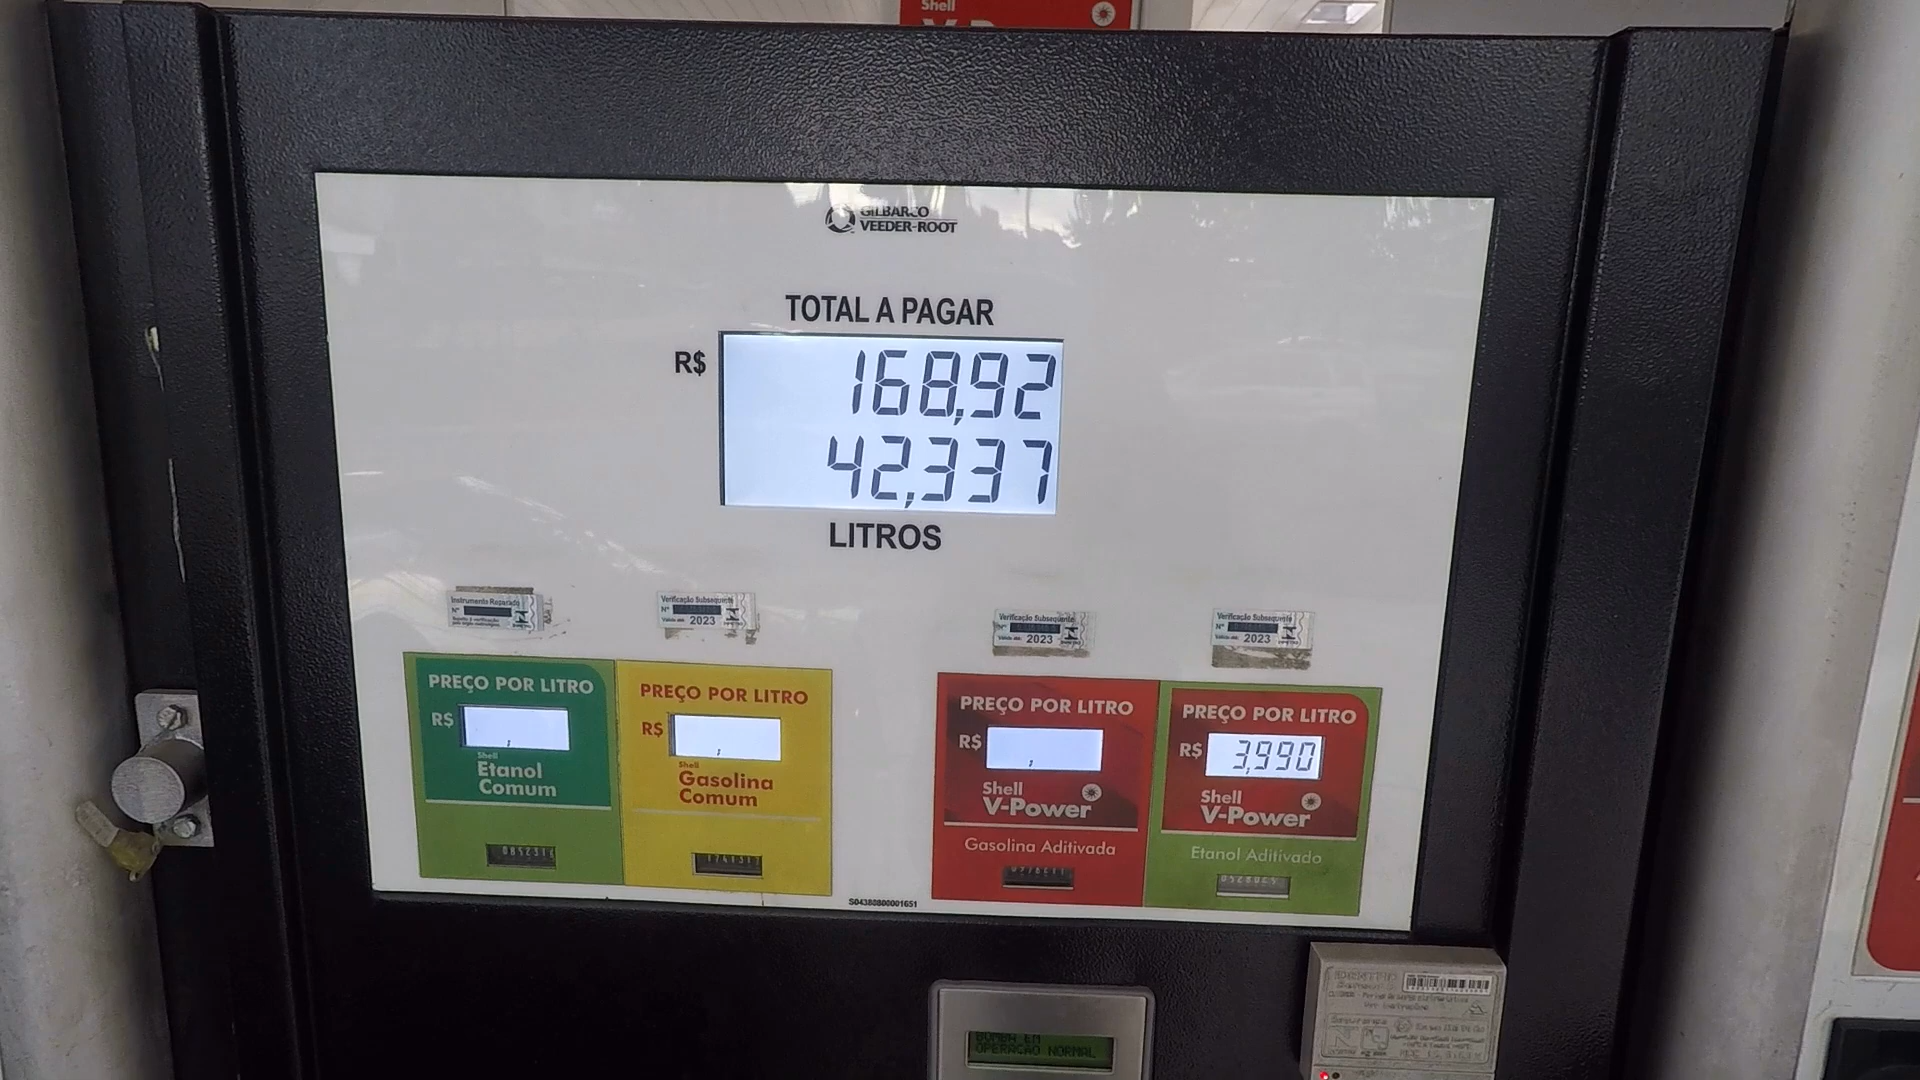 Shell
GILBARCO
VEEDER-ROOT
TOTAL A PAGAR
R$ 168,92
42,337
LITROS
Instrumento Reparado
Nº
Verificação Subsequente
Nº
Válido até: 2023
Verificação Subsequente
Nº
Válido até: 2023
Verificação Subsequente
Nº
Válido até: 2023
PREÇO POR LITRO
R$ ,
Shell
Etanol
Comum
PREÇO POR LITRO
R$ ,
Shell
Gasolina
Comum
PREÇO POR LITRO
R$ ,
Shell
V-Power
Gasolina Aditivada
PREÇO POR LITRO
R$ 3,990
Shell
V-Power
Etanol Aditivado
S04380800001651
BOMBA EM
OPERAÇÃO NORMAL